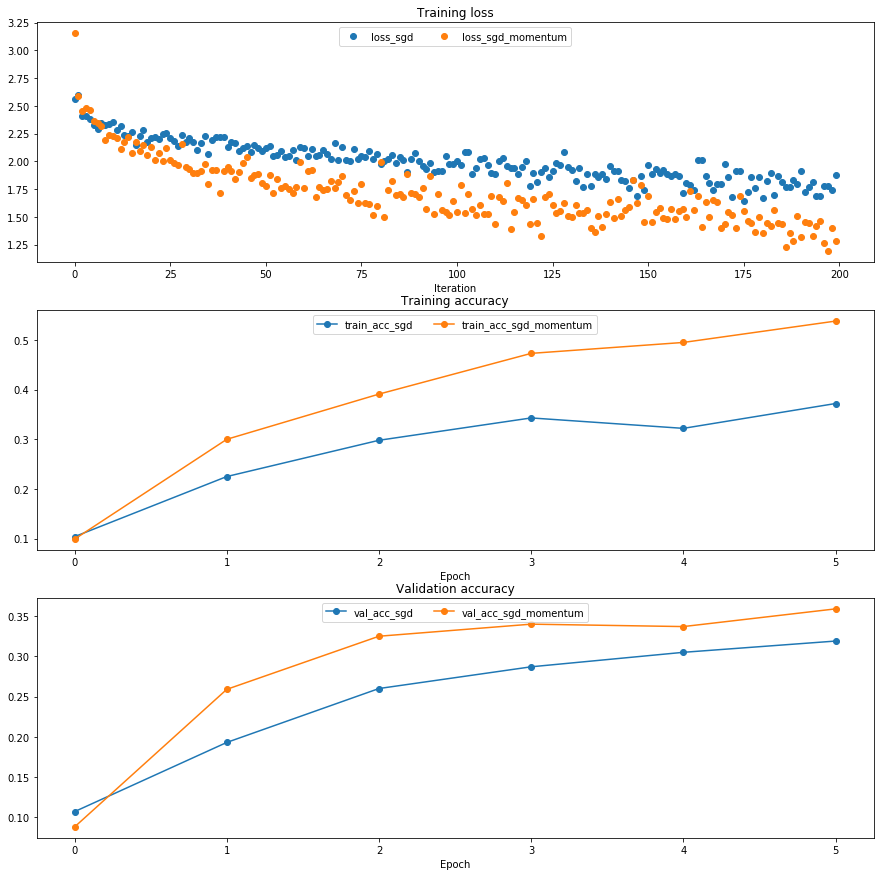 Training loss
loss_sgd loss_sgd_momentum
3.25
3.00
2.75
2.50
2.25
2.00
1.75
1.50
1.25
0 25 50 75 100 125 150 175 200
Iteration
Training accuracy
train_acc_sgd train_acc_sgd_momentum
0.5
0.4
0.3
0.2
0.1
0 1 2 3 4 5
Epoch
Validation accuracy
val_acc_sgd val_acc_sgd_momentum
0.35
0.30
0.25
0.20
0.15
0.10
0 1 2 3 4 5
Epoch